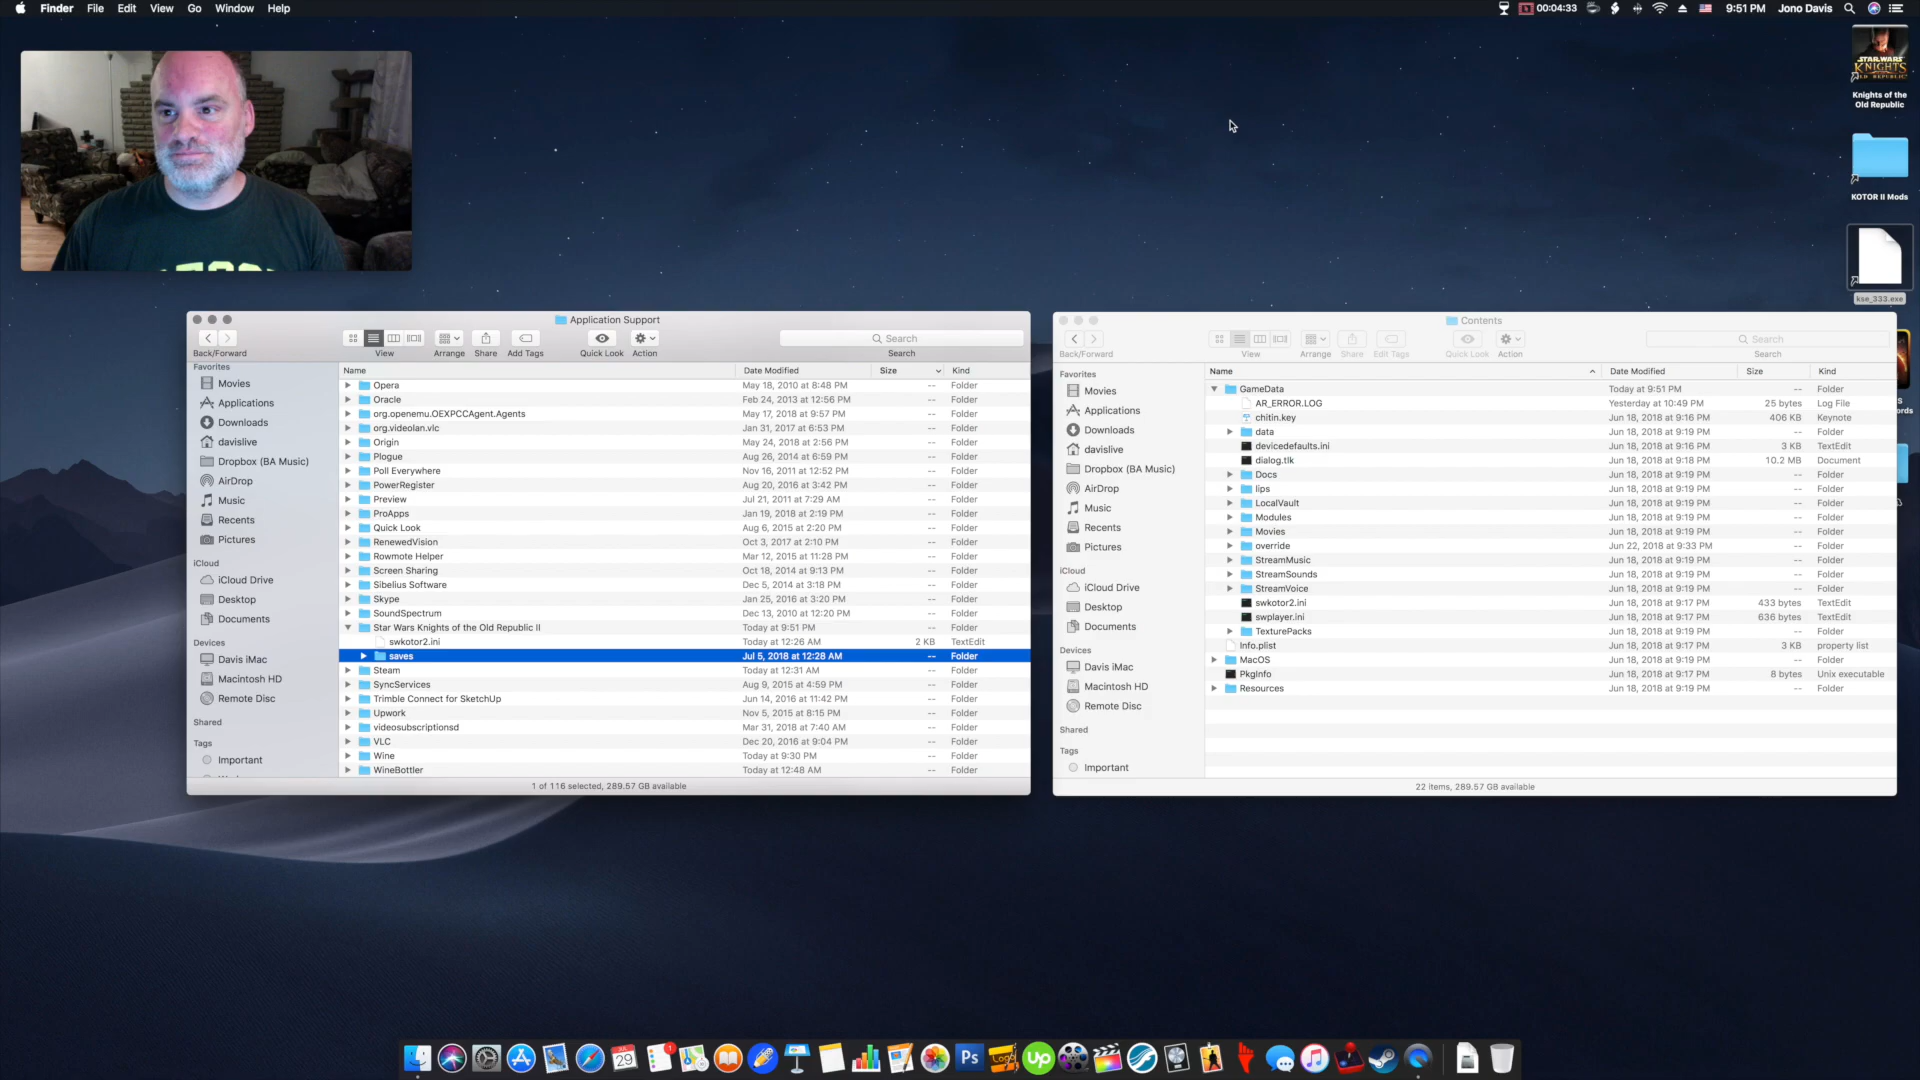 Finder File Edit View Go Window Help
00:04:33 9:51 PM Jono Davis
STAR WARS
KNIGHTS
OLD REPUBLIC
Knights of the
Old Republic
KOTOR II Mods
kse_333.exe
Application Support
Search
Back/Forward View Arrange Share Add Tags Quick Look Action Search
Favorites
Movies
Applications
Downloads
davislive
Dropbox (BA Music)
AirDrop
Music
Recents
Pictures
iCloud
iCloud Drive
Desktop
Documents
Devices
Davis iMac
Macintosh HD
Remote Disc
Shared
Tags
Important
Name Date Modified Size Kind
Opera May 18, 2010 at 8:48 PM -- Folder
Oracle Feb 24, 2013 at 12:56 PM -- Folder
org.openemu.OEXPCCAgent.Agents May 17, 2018 at 9:57 PM -- Folder
org.videolan.vlc Jan 31, 2017 at 6:53 PM -- Folder
Origin May 24, 2018 at 2:56 PM -- Folder
Plogue Aug 26, 2014 at 6:59 PM -- Folder
Poll Everywhere Nov 16, 2011 at 12:52 PM -- Folder
PowerRegister Aug 20, 2016 at 3:42 PM -- Folder
Preview Jul 21, 2011 at 7:29 AM -- Folder
ProApps Jan 19, 2018 at 2:19 PM -- Folder
Quick Look Aug 6, 2015 at 2:20 PM -- Folder
RenewedVision Oct 3, 2017 at 2:10 PM -- Folder
Rowmote Helper Mar 12, 2015 at 11:28 PM -- Folder
Screen Sharing Oct 18, 2014 at 9:13 PM -- Folder
Sibelius Software Dec 5, 2014 at 3:18 PM -- Folder
Skype Jan 25, 2016 at 3:20 PM -- Folder
SoundSpectrum Dec 13, 2010 at 12:20 PM -- Folder
Star Wars Knights of the Old Republic II Today at 9:51 PM -- Folder
swkotor2.ini Today at 12:26 AM 2 KB TextEdit
saves Jul 5, 2018 at 12:28 AM -- Folder
Steam Today at 12:31 AM -- Folder
SyncServices Aug 9, 2015 at 4:59 PM -- Folder
Trimble Connect for SketchUp Jun 14, 2016 at 11:42 PM -- Folder
Upwork Nov 5, 2015 at 8:15 PM -- Folder
videosubscriptionsd Mar 31, 2018 at 7:40 AM -- Folder
VLC Dec 20, 2016 at 9:04 PM -- Folder
Wine Today at 9:30 PM -- Folder
WineBottler Today at 12:48 AM -- Folder
1 of 116 selected, 289.57 GB available
Contents
Search
Back/Forward View Arrange Share Edit Tags Quick Look Action Search
Favorites
Movies
Applications
Downloads
davislive
Dropbox (BA Music)
AirDrop
Music
Recents
Pictures
iCloud
iCloud Drive
Desktop
Documents
Devices
Davis iMac
Macintosh HD
Remote Disc
Shared
Tags
Important
Name Date Modified Size Kind
GameData Today at 9:51 PM -- Folder
AR_ERROR.LOG Yesterday at 10:49 PM 25 bytes Log File
chitin.key Jun 18, 2018 at 9:16 PM 406 KB Keynote
data Jun 18, 2018 at 9:19 PM -- Folder
devicedefaults.ini Jun 18, 2018 at 9:16 PM 3 KB TextEdit
dialog.tlk Jun 18, 2018 at 9:18 PM 10.2 MB Document
Docs Jun 18, 2018 at 9:19 PM -- Folder
lips Jun 18, 2018 at 9:19 PM -- Folder
LocalVault Jun 18, 2018 at 9:19 PM -- Folder
Modules Jun 18, 2018 at 9:19 PM -- Folder
Movies Jun 18, 2018 at 9:19 PM -- Folder
override Jun 22, 2018 at 9:33 PM -- Folder
StreamMusic Jun 18, 2018 at 9:19 PM -- Folder
StreamSounds Jun 18, 2018 at 9:19 PM -- Folder
StreamVoice Jun 18, 2018 at 9:19 PM -- Folder
swkotor2.ini Jun 18, 2018 at 9:17 PM 433 bytes TextEdit
swplayer.ini Jun 18, 2018 at 9:17 PM 636 bytes TextEdit
TexturePacks Jun 18, 2018 at 9:19 PM -- Folder
Info.plist Jun 18, 2018 at 9:19 PM 3 KB property list
MacOS Jun 18, 2018 at 9:19 PM -- Folder
PkgInfo Jun 18, 2018 at 9:17 PM 8 bytes Unix executable
Resources Jun 18, 2018 at 9:19 PM -- Folder
22 items, 289.57 GB available
JUL
29
1
Ps
up